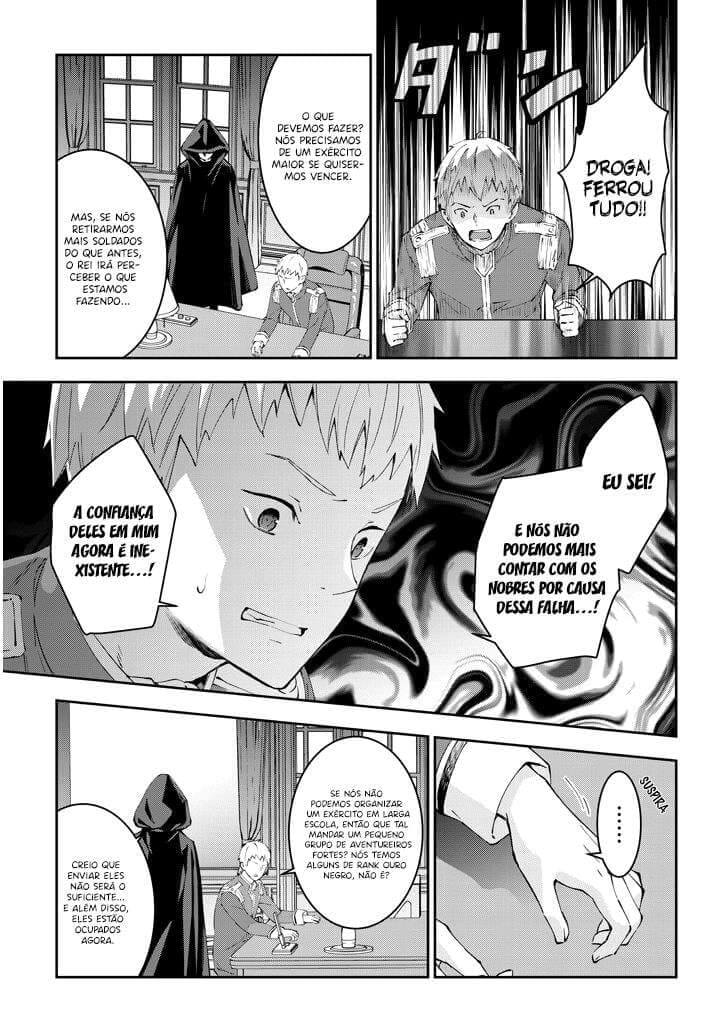 ダン
DROGA!
FERROU
TUDO!!
O QUE
DEVEMOS FAZER?
NÓS PRECISAMOS
DE UM EXÉRCITO
MAIOR SE QUISER-
MOS VENCER.
MAS, SE NÓS
RETIRARMOS
MAIS SOLDADOS
DO QUE ANTES,
O REI IRÁ PER-
CEBER O QUE
ESTAMOS
FAZENDO...
EU SEI!
E NÓS NÃO
PODEMOS MAIS
CONTAR COM OS
NOBRES POR CAUSA
DESSA FALHA...!
A CONFIANÇA
DELES EM MIM
AGORA É INE-
XISTENTE...!
SUSPIRA
......
SE NÓS NÃO
PODEMOS ORGANIZAR
UM EXÉRCITO EM LARGA
ESCOLA, ENTÃO QUE TAL
MANDAR UM PEQUENO
GRUPO DE AVENTUREIROS
FORTES? NÓS TEMOS
ALGUNS DE RANK OURO
NEGRO, NÃO É?
CREIO QUE
ENVIAR ELES
NÃO SERÁ O
SUFICIENTE...
E ALÉM DISSO,
ELES ESTÃO
OCUPADOS
AGORA.